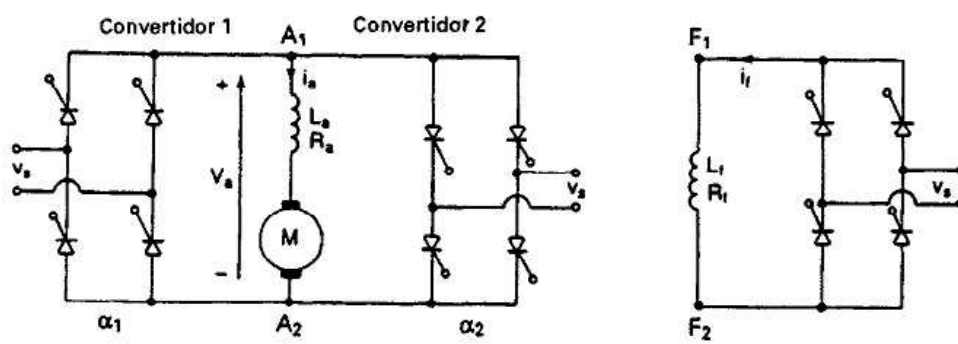 Convertidor 1
A₁
Convertidor 2
F₁
+
iₐ
Lₐ
Rₐ
Vₐ
vₛ
vₛ
M
−
α₁
A₂
α₂
i_f
L_f
R_f
vₛ
F₂